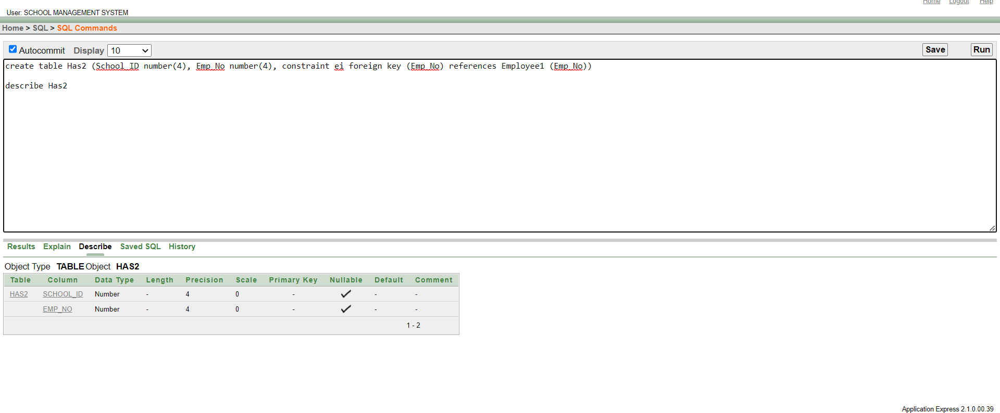 Home Logout Help
User: SCHOOL MANAGEMENT SYSTEM
Home > SQL > SQL Commands
Autocommit Display 10 Save Run
create table Has2 (School_ID number(4), Emp_No number(4), constraint ei foreign key (Emp_No) references Employee1 (Emp_No))
describe Has2
Results Explain Describe Saved SQL History
Object Type TABLE Object HAS2
Table Column Data Type Length Precision Scale Primary Key Nullable Default Comment
HAS2 SCHOOL_ID Number - 4 0 - - -
EMP_NO Number - 4 0 - - -
1 - 2
Application Express 2.1.0.00.39